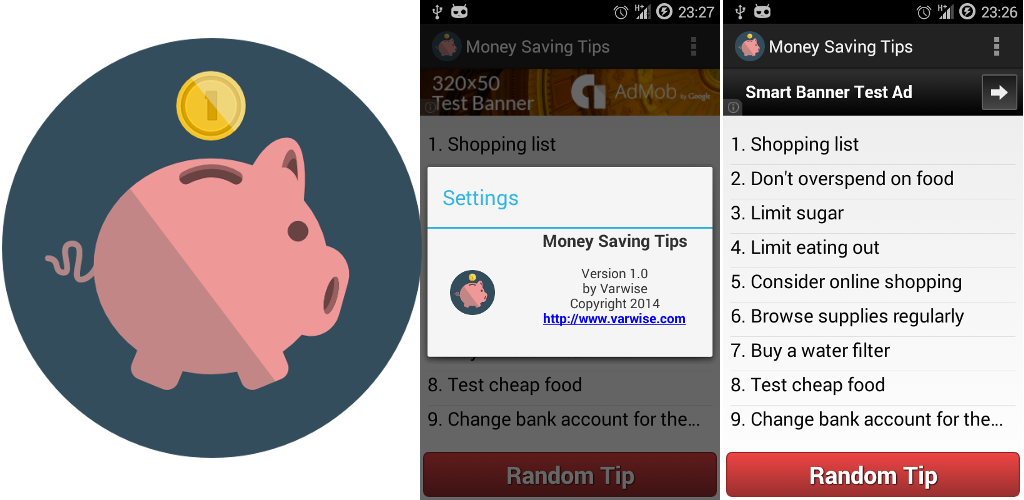 1
23:27
Money Saving Tips
320×50
Test Banner
AdMob by Google
1. Shopping list
Settings
Money Saving Tips
Version 1.0
by Varwise
Copyright 2014
http://www.varwise.com
8. Test cheap food
9. Change bank account for the...
Random Tip
H+
23:26
Money Saving Tips
Smart Banner Test Ad
1. Shopping list
2. Don't overspend on food
3. Limit sugar
4. Limit eating out
5. Consider online shopping
6. Browse supplies regularly
7. Buy a water filter
8. Test cheap food
9. Change bank account for the...
Random Tip